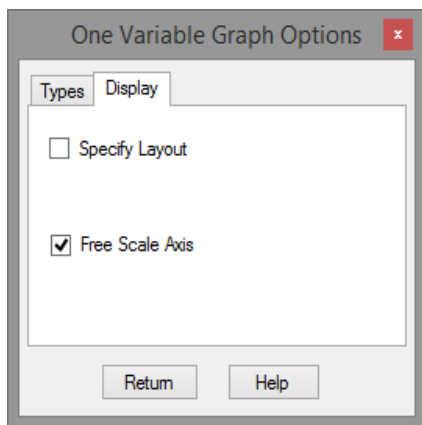 One Variable Graph Options
x
Types Display
Specify Layout
Free Scale Axis
Return Help